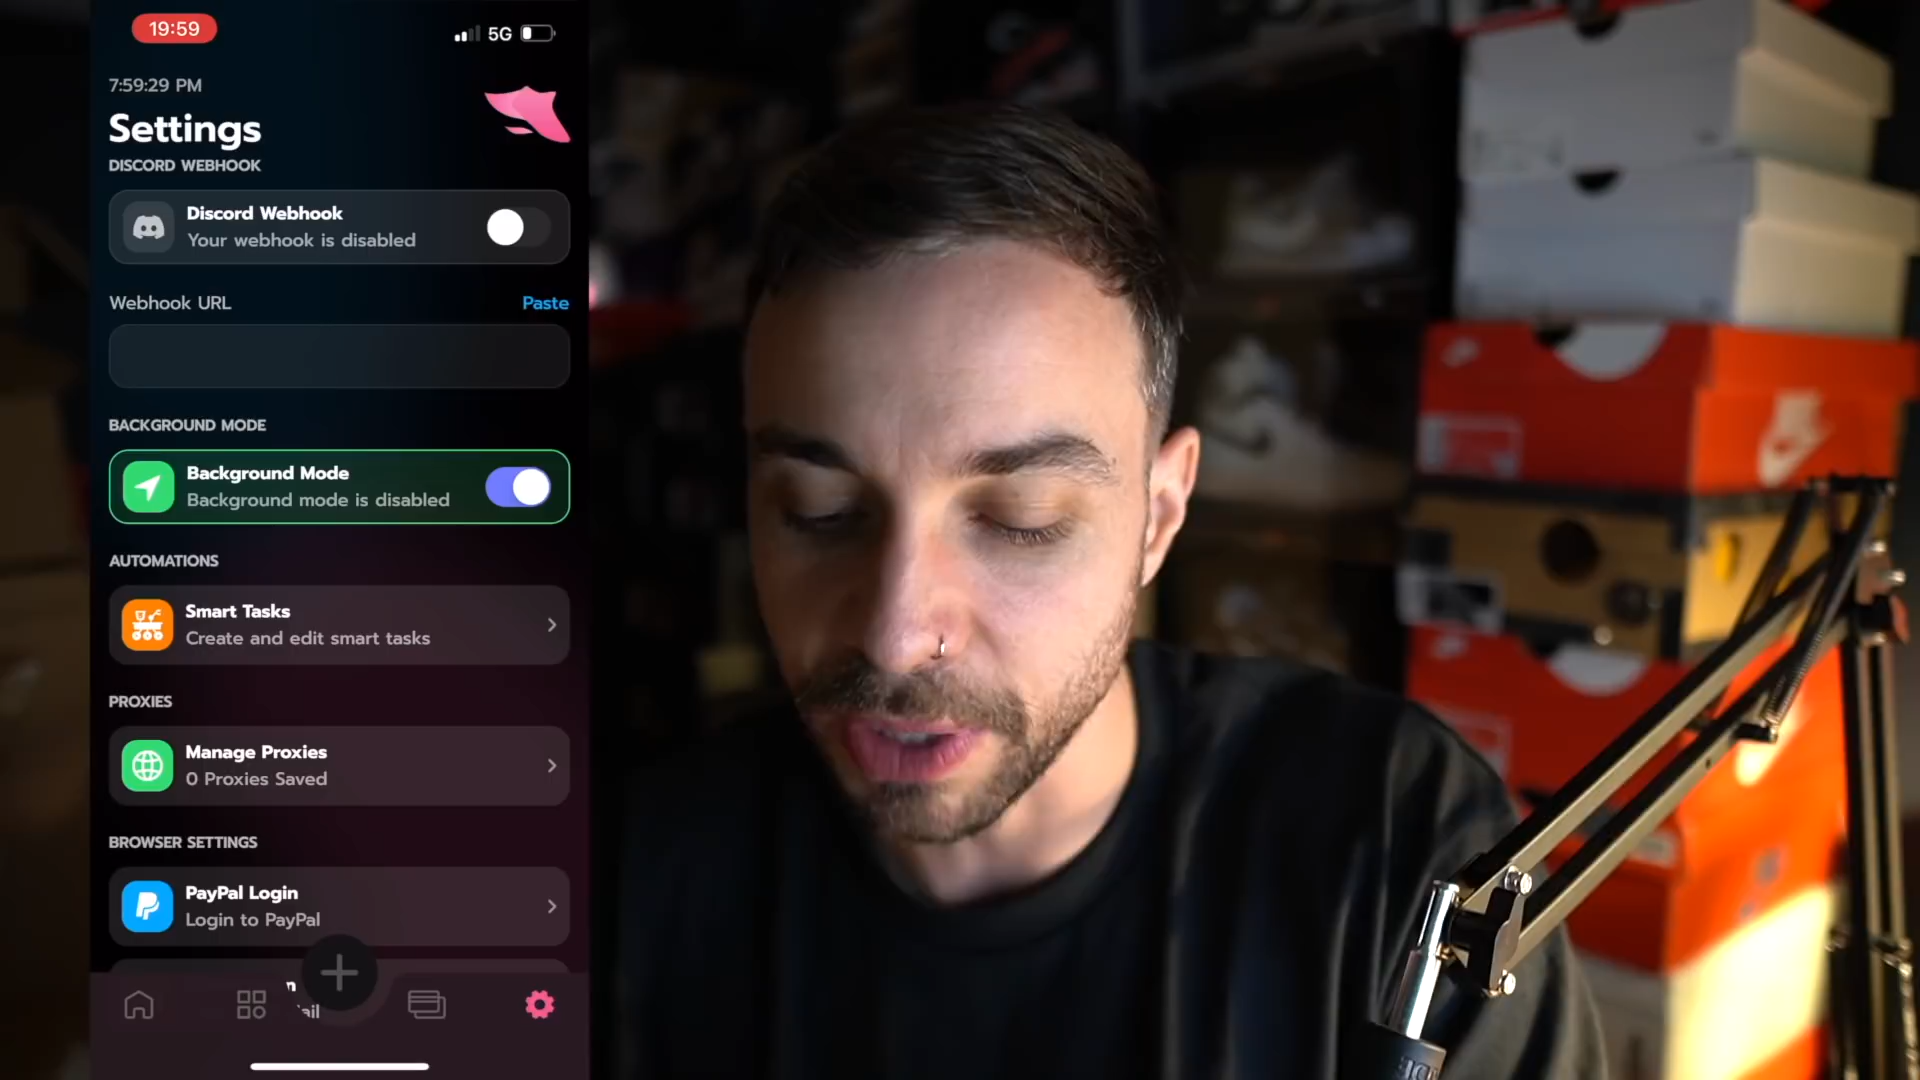 19:59
5G
7:59:29 PM
Settings
DISCORD WEBHOOK
Discord Webhook
Your webhook is disabled
Webhook URL
Paste
BACKGROUND MODE
Background Mode
Background mode is disabled
AUTOMATIONS
Smart Tasks
Create and edit smart tasks
PROXIES
Manage Proxies
0 Proxies Saved
BROWSER SETTINGS
PayPal Login
Login to PayPal